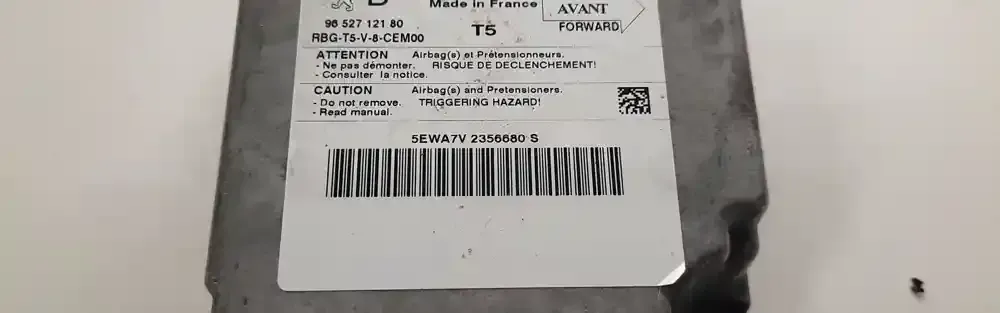 Made in France
AVANT
96 527 121 80
T5
FORWARD
RBG-T5-V-8-CEM00
ATTENTION Airbag(s) et Prétensionneurs.
- Ne pas démonter. RISQUE DE DECLENCHEMENT!
- Consulter la notice.
CAUTION Airbag(s) and Pretensioners.
- Do not remove. TRIGGERING HAZARD!
- Read manual.
5EWA7V 2356680 S